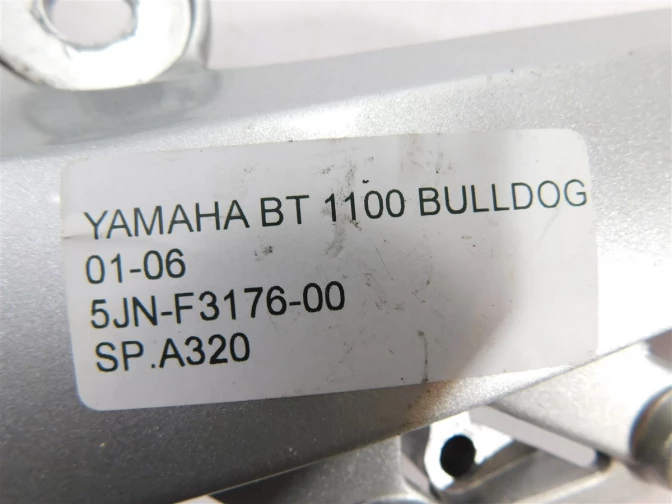 YAMAHA BT 1100 BULLDOG
01-06
5JN-F3176-00
SP.A320